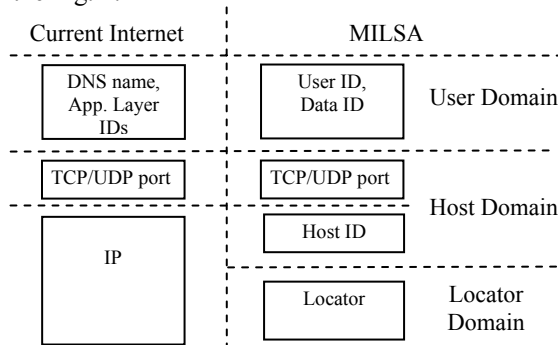 Current Internet
MILSA
DNS name,
App. Layer
IDs
User ID,
Data ID
User Domain
TCP/UDP port
TCP/UDP port
Host Domain
IP
Host ID
Locator
Locator
Domain